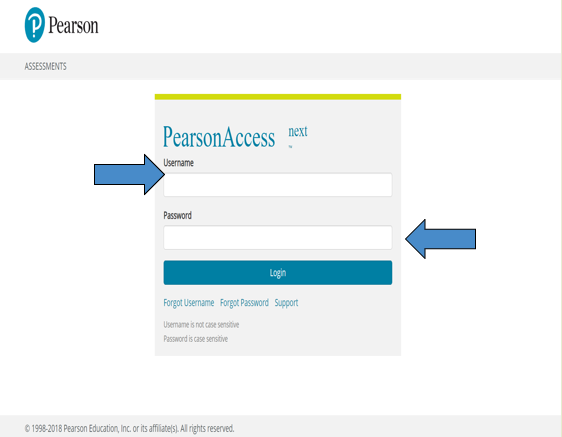 Pearson
ASSESSMENTS
PearsonAccess next
Username
Password
Login
Forgot Username Forgot Password Support
Username is not case sensitive
Password is case sensitive
© 1998-2018 Pearson Education, Inc. or its affiliate(s). All rights reserved.